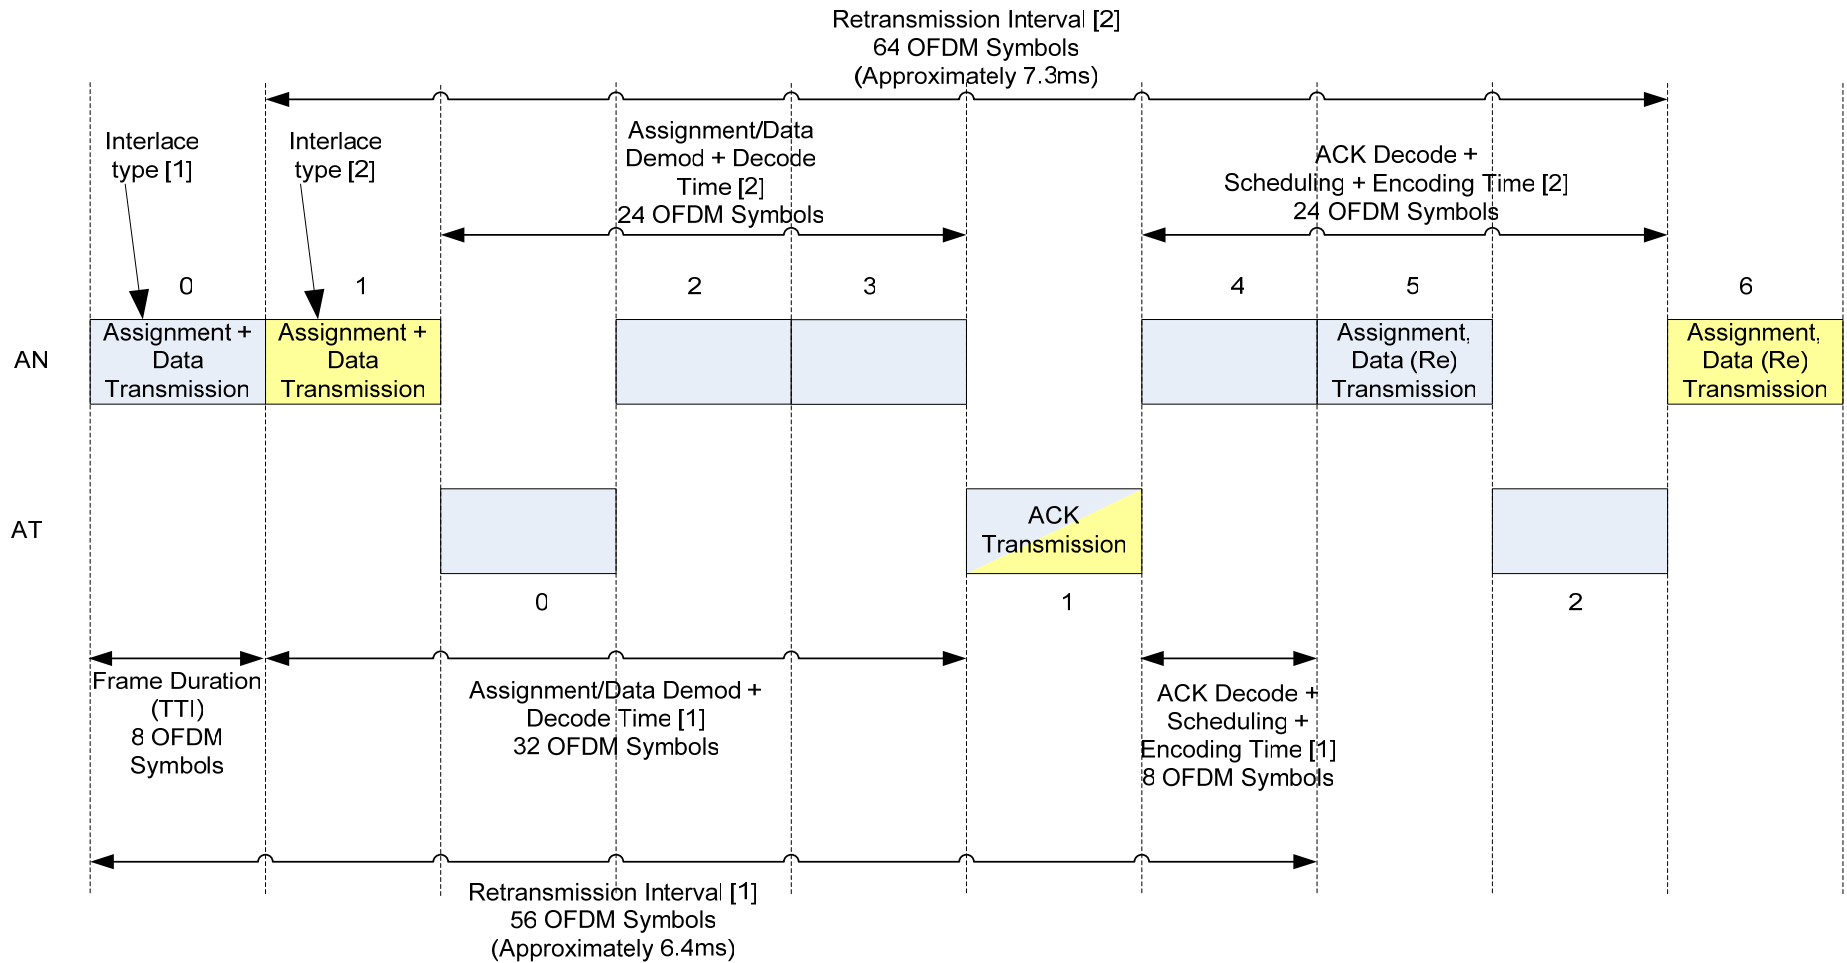 Retransmission Interval [2]
64 OFDM Symbols
(Approximately 7.3ms)
Interlace
type [1]
Interlace
type [2]
Assignment/Data
Demod + Decode
Time [2]
24 OFDM Symbols
ACK Decode +
Scheduling + Encoding Time [2]
24 OFDM Symbols
0
1
2
3
4
5
6
AN
Assignment +
Data
Transmission
Assignment +
Data
Transmission
Assignment,
Data (Re)
Transmission
Assignment,
Data (Re)
Transmission
AT
ACK
Transmission
0
1
2
Frame Duration
(TTI)
8 OFDM
Symbols
Assignment/Data Demod +
Decode Time [1]
32 OFDM Symbols
ACK Decode +
Scheduling +
Encoding Time [1]
8 OFDM Symbols
Retransmission Interval [1]
56 OFDM Symbols
(Approximately 6.4ms)